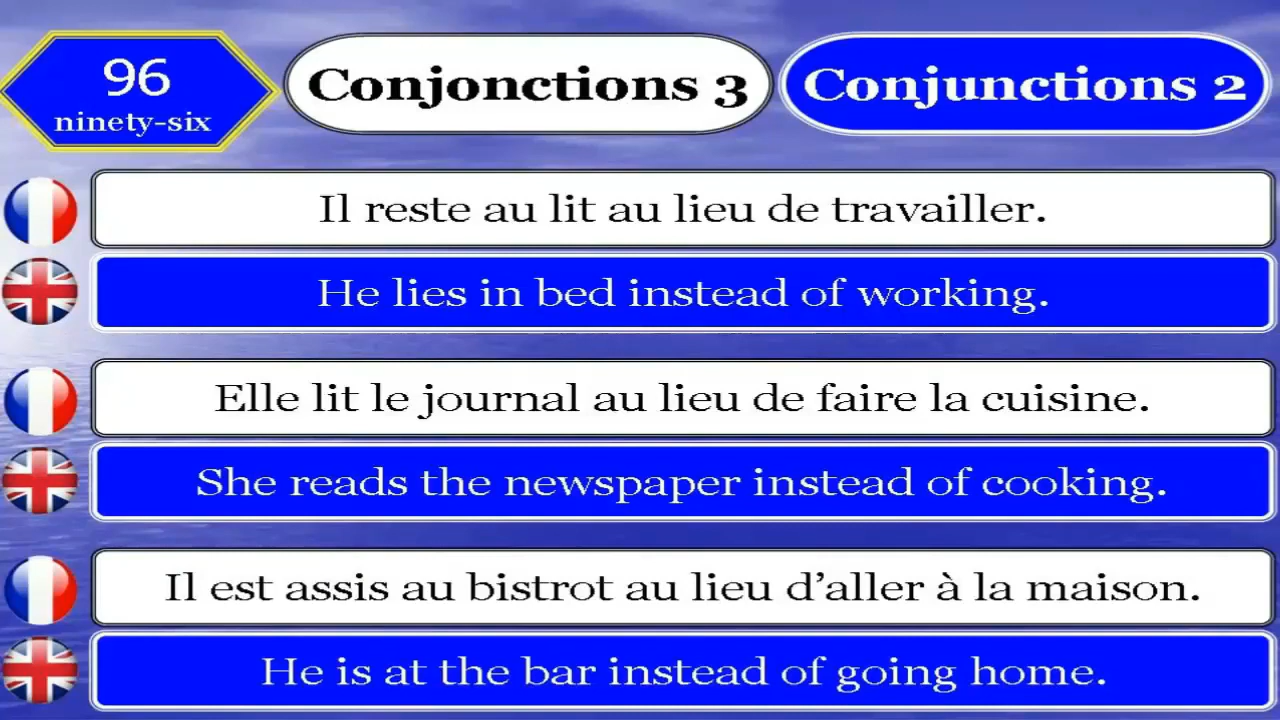 96
ninety-six
Conjonctions 3
Conjunctions 2
Il reste au lit au lieu de travailler.
He lies in bed instead of working.
Elle lit le journal au lieu de faire la cuisine.
She reads the newspaper instead of cooking.
Il est assis au bistrot au lieu d’aller à la maison.
He is at the bar instead of going home.